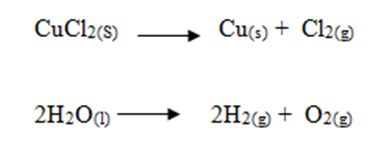 CuCl2(S) ⟶ Cu(s) + Cl2(g)
2H2O(l) ⟶ 2H2(g) + O2(g)